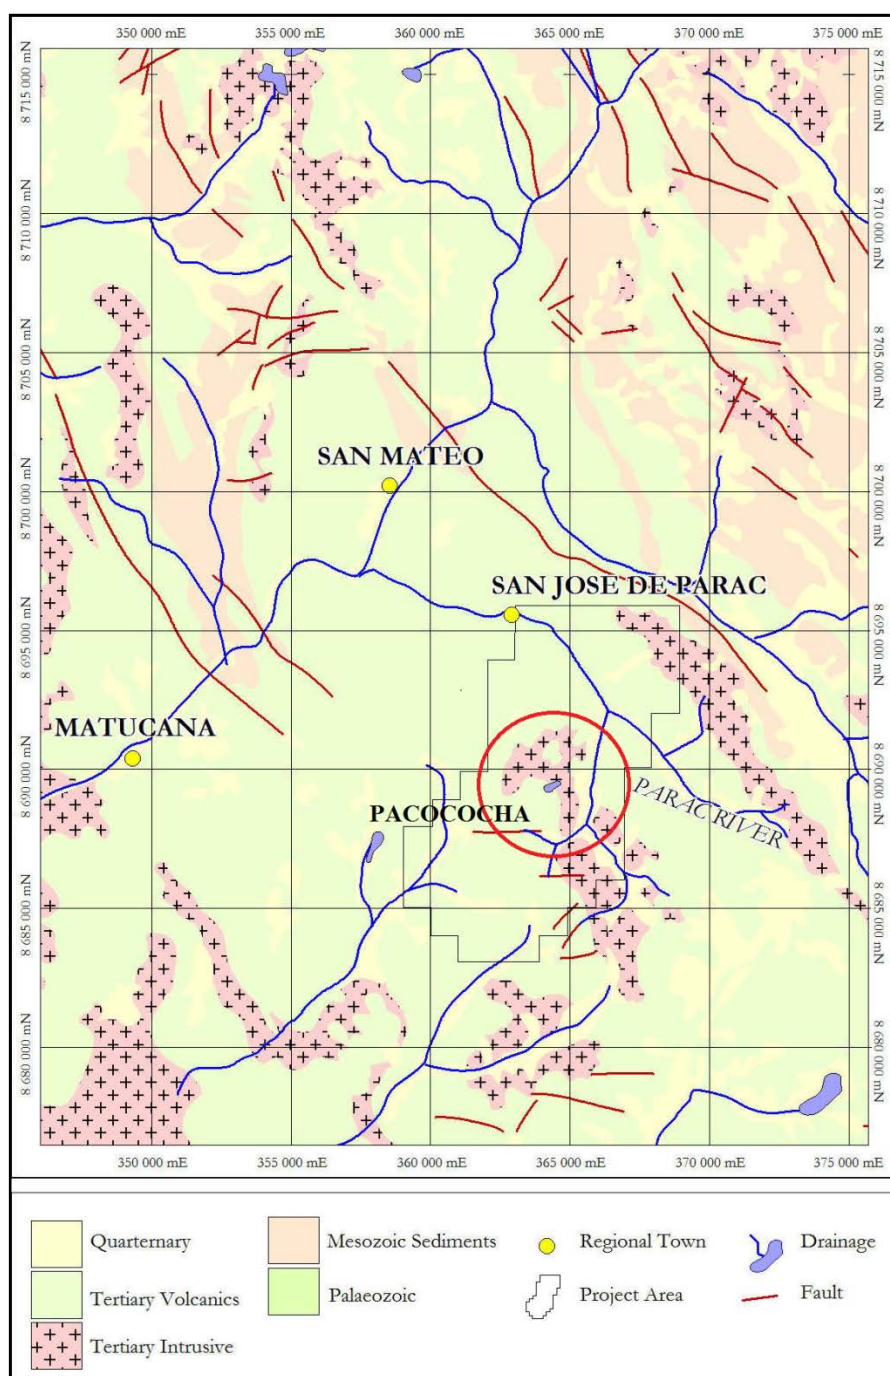 350 000 mE 355 000 mE 360 000 mE 365 000 mE 370 000 mE 375 000 mE
8 715 000 mN 8 715 000 mN
8 710 000 mN 8 710 000 mN
8 705 000 mN 8 705 000 mN
SAN MATEO
8 700 000 mN 8 700 000 mN
SAN JOSE DE PARAC
8 695 000 mN 8 695 000 mN
MATUCANA
8 690 000 mN 8 690 000 mN
PACOCOCHA
PARAC RIVER
8 685 000 mN 8 685 000 mN
8 680 000 mN 8 680 000 mN
350 000 mE 355 000 mE 360 000 mE 365 000 mE 370 000 mE 375 000 mE
Quarternary Mesozoic Sediments Regional Town Drainage
Tertiary Volcanics Palaeozoic Project Area Fault
Tertiary Intrusive